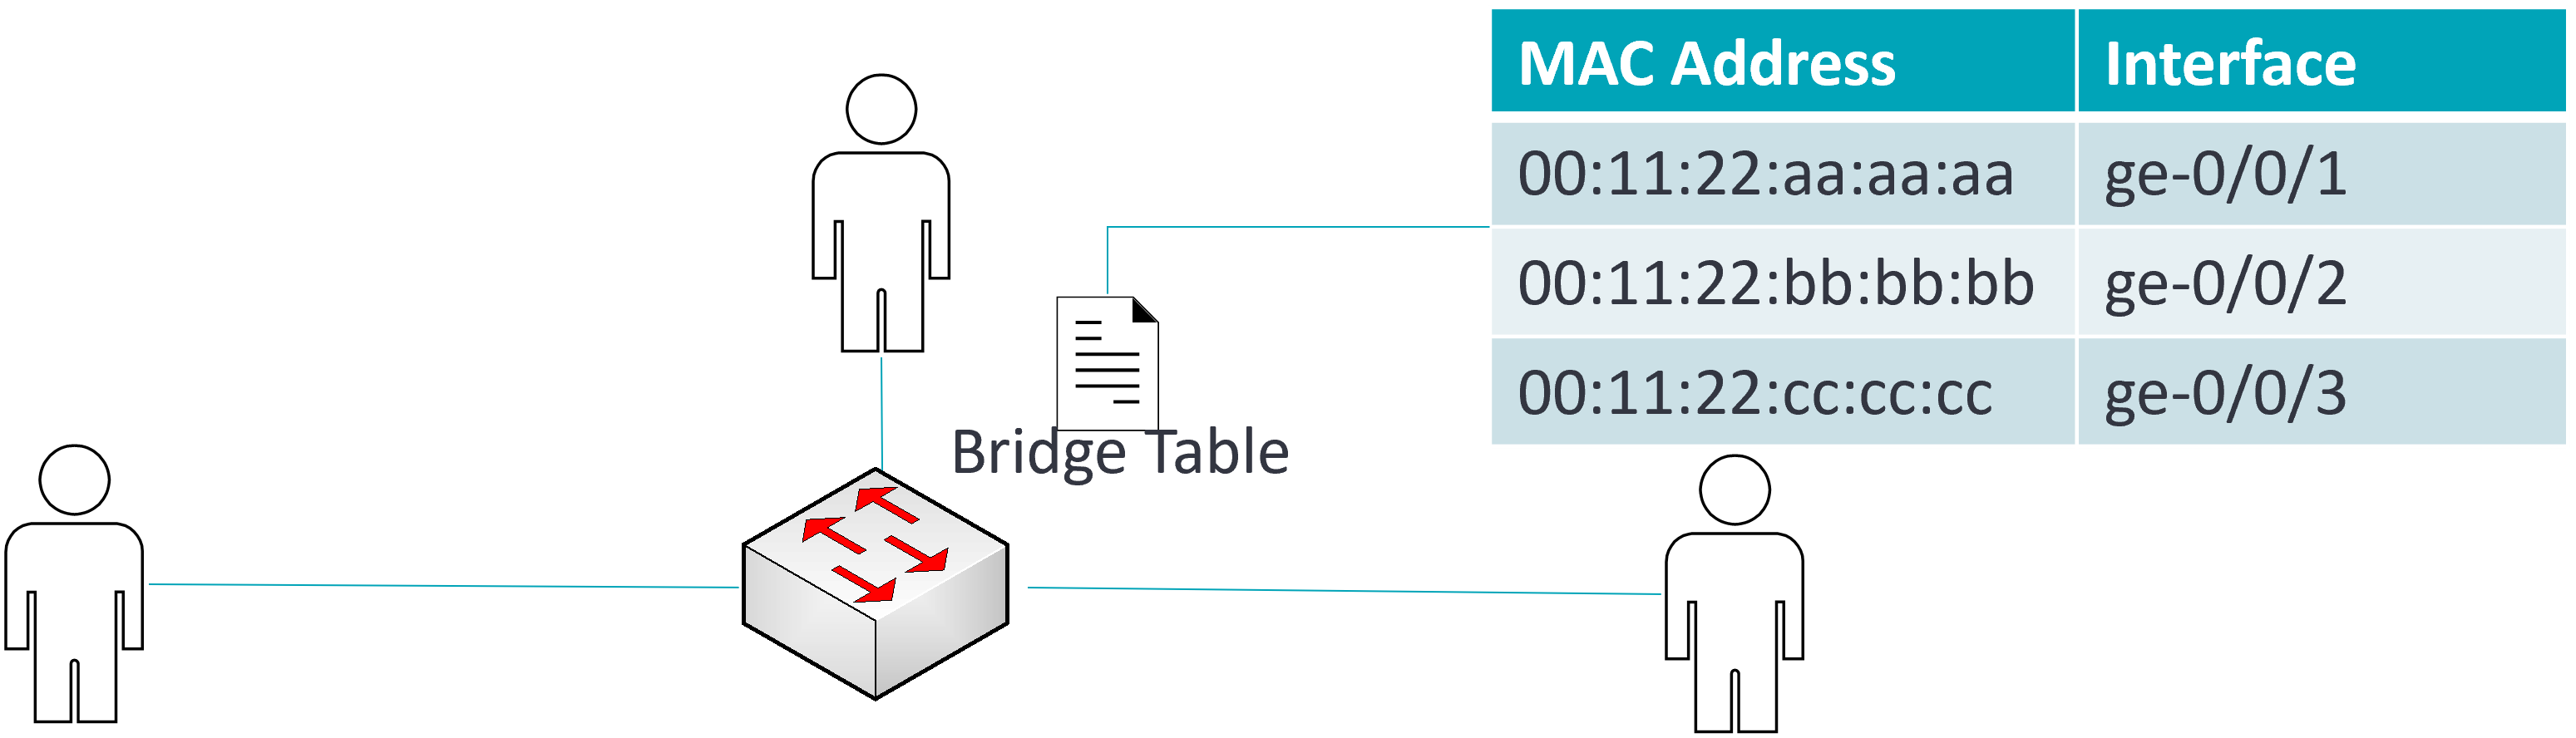 MAC Address Interface
00:11:22:aa:aa:aa ge-0/0/1
00:11:22:bb:bb:bb ge-0/0/2
00:11:22:cc:cc:cc ge-0/0/3
Bridge Table